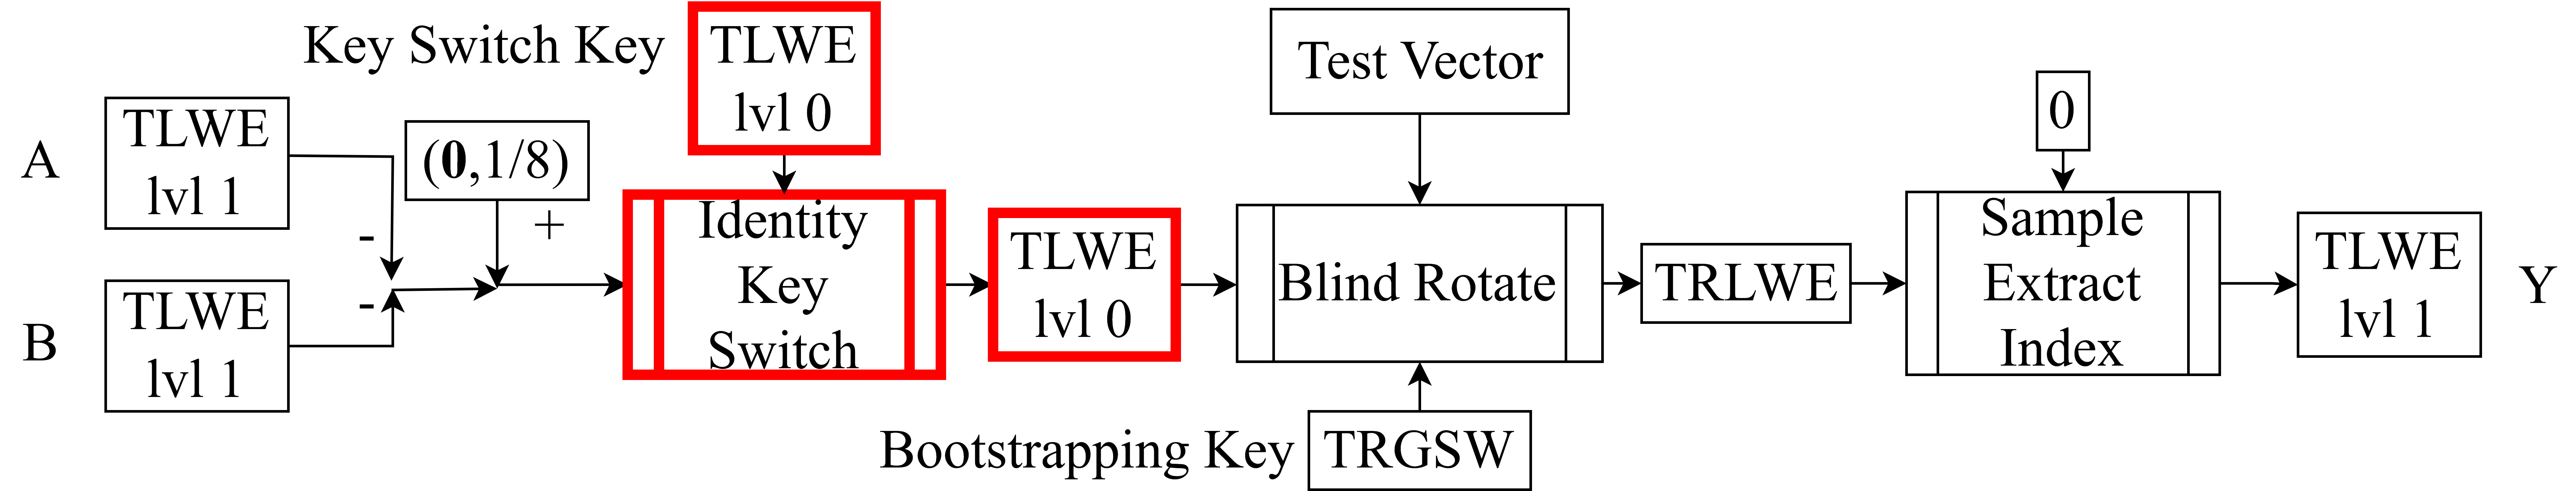 Key Switch Key
TLWE
lvl 0
Test Vector
0
A
TLWE
lvl 1
(0,1/8)
-
+
Identity
Key
Switch
TLWE
lvl 0
Blind Rotate
TRLWE
Sample
Extract
Index
TLWE
lvl 1
Y
B
TLWE
lvl 1
-
Bootstrapping Key
TRGSW